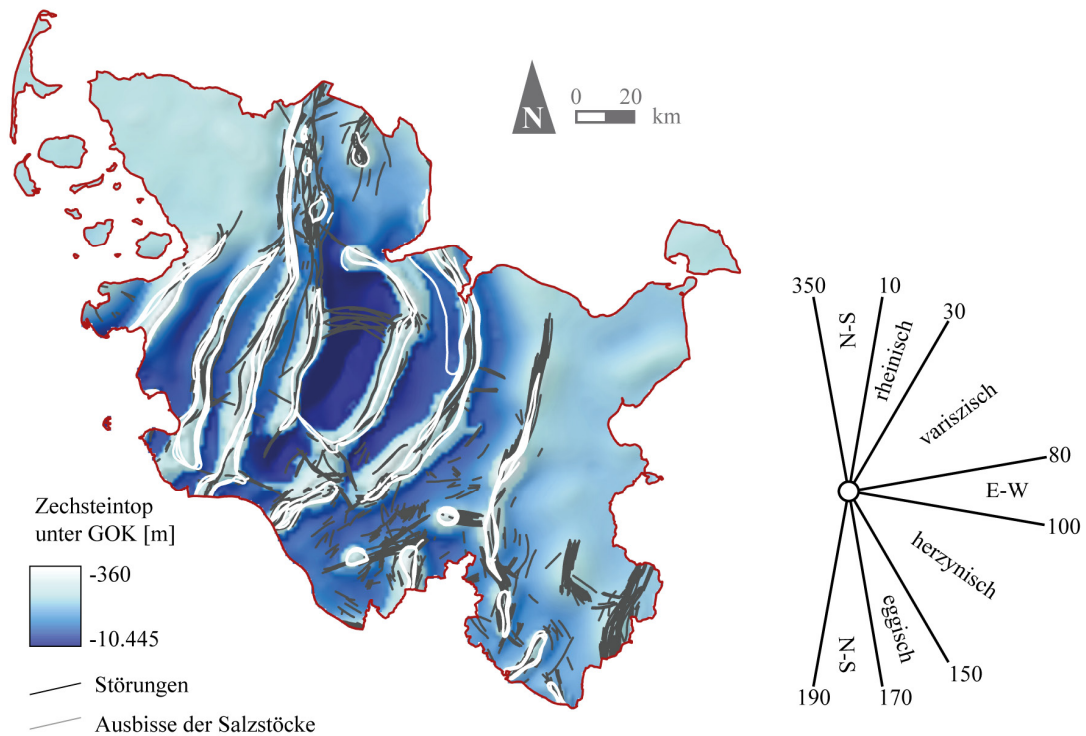 N
0 20
km
Zechsteintop
unter GOK [m]
-360
-10.445
Störungen
Ausbisse der Salzstöcke
350
10
30
S-N
rheinisch
variszisch
80
E-W
100
herzynisch
eggisch
S-N
150
170
190